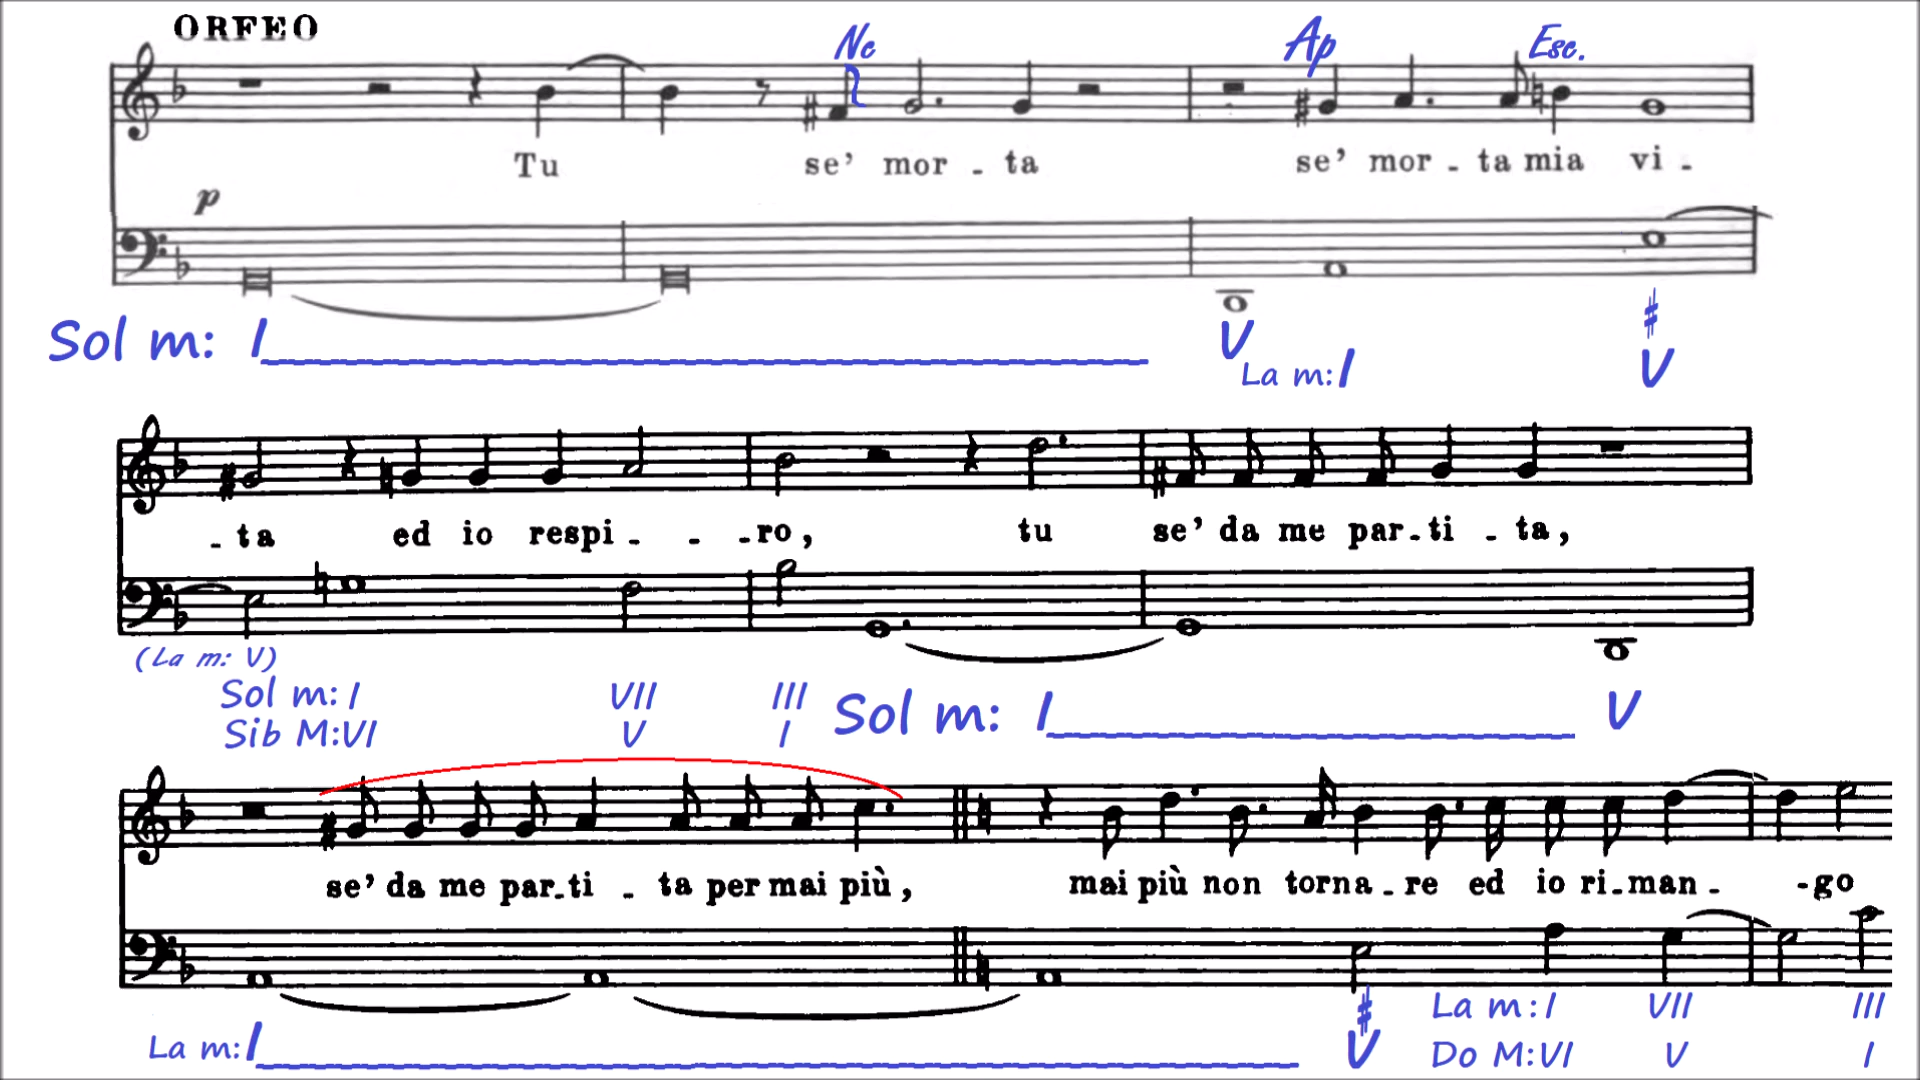 ORFEO
Nc Ap Esc.
Tu se' mor - ta se' mor - ta mia vi -
p
Sol m: I V
La m: I ♯ V
- ta ed io respi - - - ro, tu se' da me par - ti - ta,
(La m: V)
Sol m: I VII III Sol m: I V
Sib M: VI V I
se' da me par - ti - ta per mai più, mai più non torna - re ed io ri - man - - go
♯ La m: I VII III
La m: I V Do M: VI V I